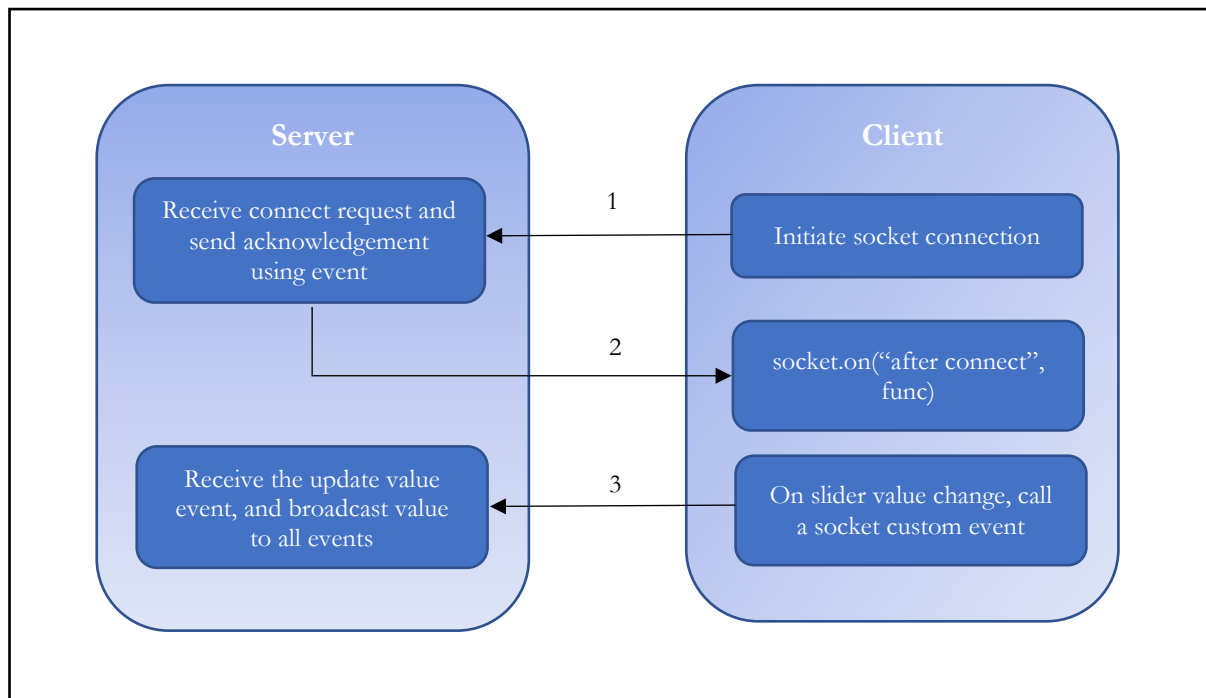 Server
Receive connect request and
send acknowledgement
using event
Receive the update value
event, and broadcast value
to all events
1
2
3
Client
Initiate socket connection
socket.on(“after connect”,
func)
On slider value change, call
a socket custom event